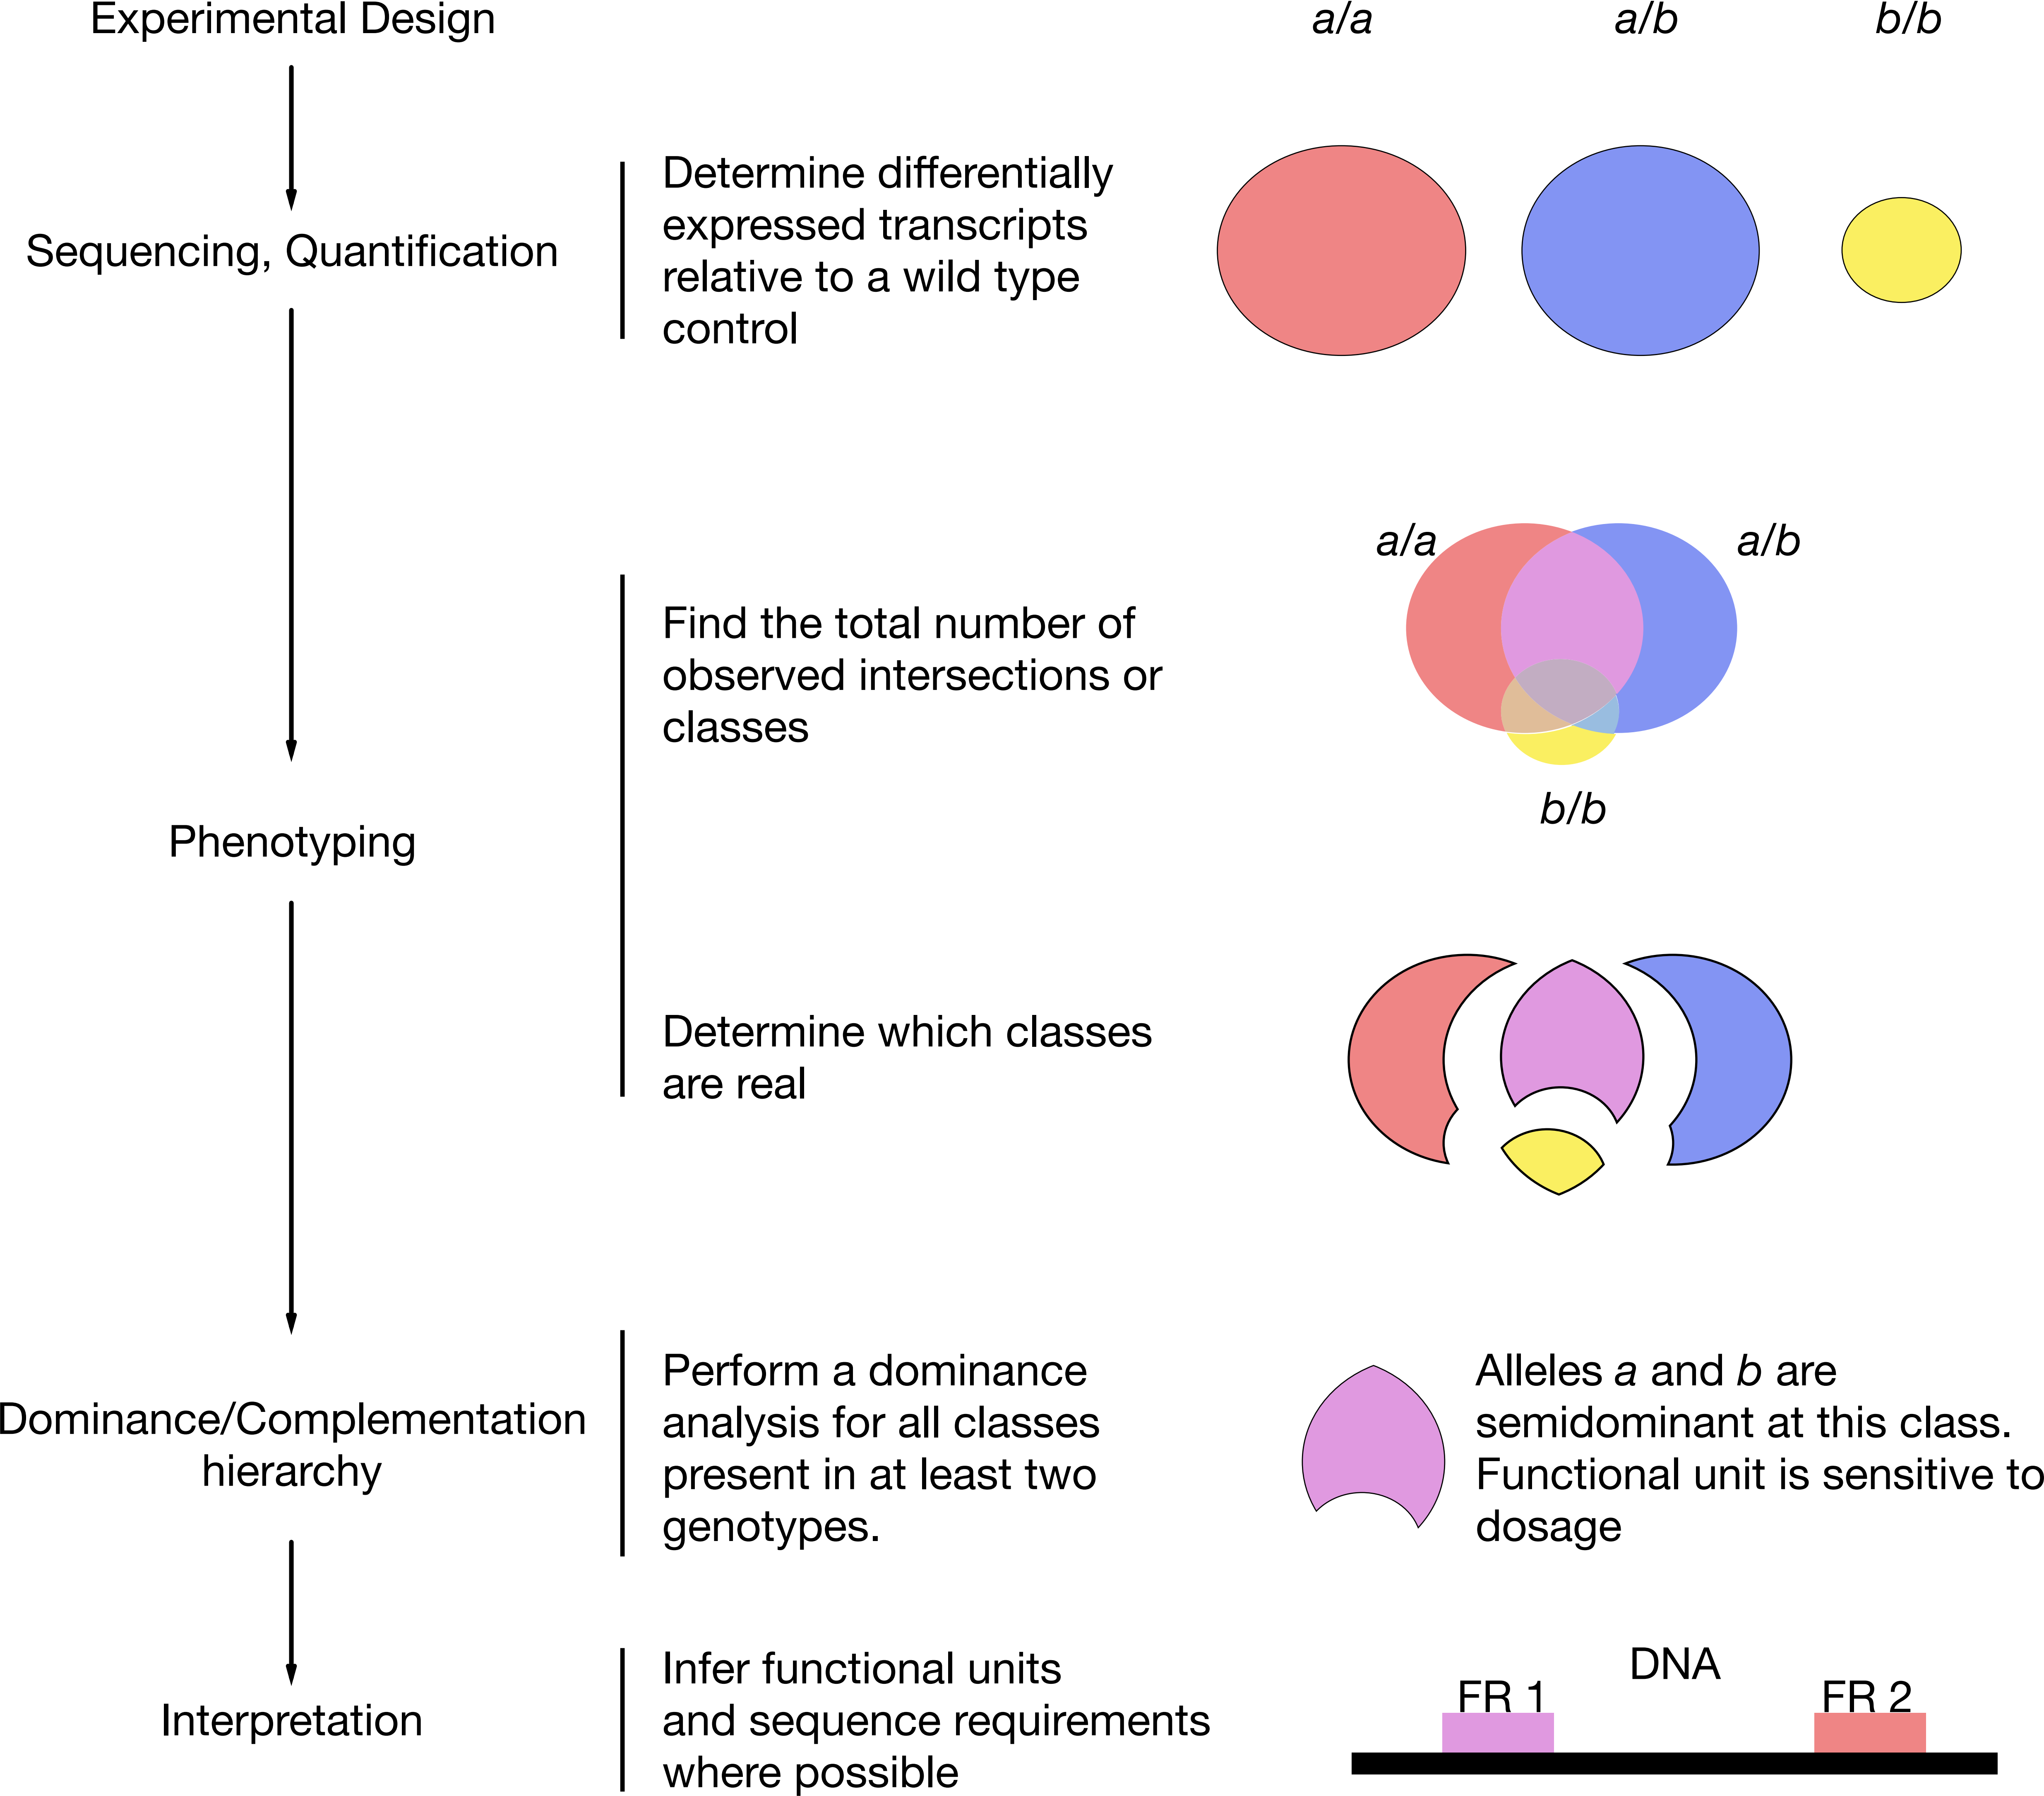 Experimental Design
a/a
a/b
b/b
Sequencing, Quantification
Determine differentially
expressed transcripts
relative to a wild type
control
Find the total number of
observed intersections or
classes
a/a
a/b
b/b
Phenotyping
Determine which classes
are real
Dominance/Complementation
hierarchy
Perform a dominance
analysis for all classes
present in at least two
genotypes.
Alleles a and b are
semidominant at this class.
Functional unit is sensitive to
dosage
Interpretation
Infer functional units
and sequence requirements
where possible
DNA
FR 1
FR 2